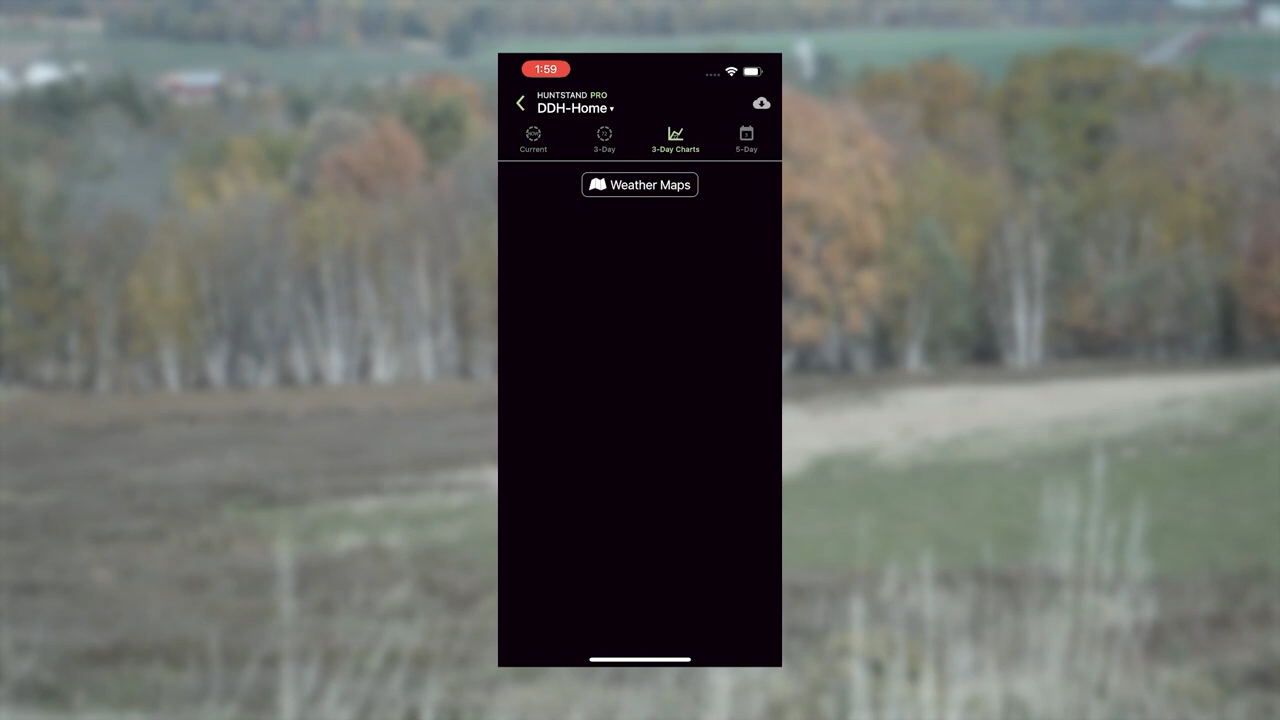 1:59
HUNTSTAND PRO
DDH-Home
Current
3-Day
3-Day Charts
5-Day
Weather Maps